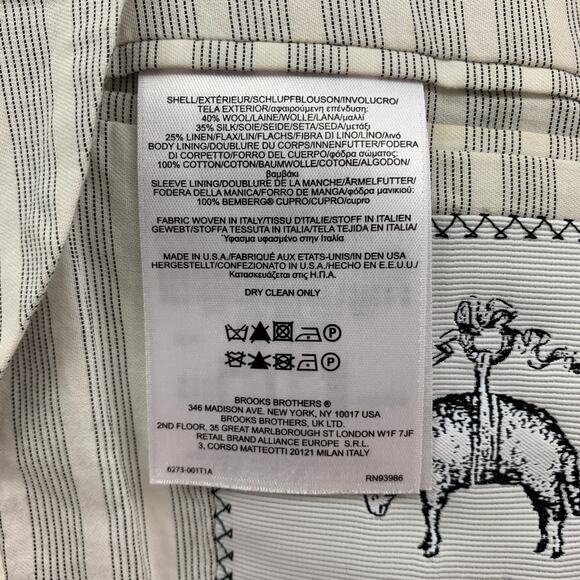 SHELL/EXTÉRIEUR/SCHLUPFBLOUSON/INVOLUCRO/
TELA EXTERIOR/αφαιρούμενη επένδυση:
40% WOOL/LAINE/WOLLE/LANA/μαλλί
35% SILK/SOIE/SEIDE/SETA/SEDA/μετάξι
25% LINEN/FLAX/LIN/FLACHS/FIBRA DI LINO/LINO/λινό
BODY LINING/DOUBLURE DU CORPS/INNENFUTTER/FODERA
DI CORPETTO/FORRO DEL CUERPO/φόδρα σώματος:
100% COTTON/COTON/BAUMWOLLE/COTONE/ALGODON/
βαμβάκι
SLEEVE LINING/DOUBLURE DE LA MANCHE/ÄRMELFUTTER/
FODERA DELLA MANICA/FORRO DE MANGA/φόδρα μανικιού:
100% BEMBERG® CUPRO/CUPRO/cupro
FABRIC WOVEN IN ITALY/TISSU D'ITALIE/STOFF IN ITALIEN
GEWEBT/STOFFA TESSUTA IN ITALIA/TELA TEJIDA EN ITALIA/
Ύφασμα υφασμένο στην Ιταλία
MADE IN U.S.A./FABRIQUÉ AUX ETATS-UNIS/IN DEN USA
HERGESTELLT/CONFEZIONATO IN U.S.A./HECHO EN E.E.U.U./
Κατασκευάζεται στις Η.Π.Α.
DRY CLEAN ONLY
P
P
BROOKS BROTHERS ®
346 MADISON AVE. NEW YORK, NY 10017 USA
BROOKS BROTHERS, UK LTD.
2ND FLOOR, 35 GREAT MARLBOROUGH ST LONDON W1F 7JF
RETAIL BRAND ALLIANCE EUROPE S.R.L.
3, CORSO MATTEOTTI 20121 MILAN ITALY
6273-001T1A
RN93986